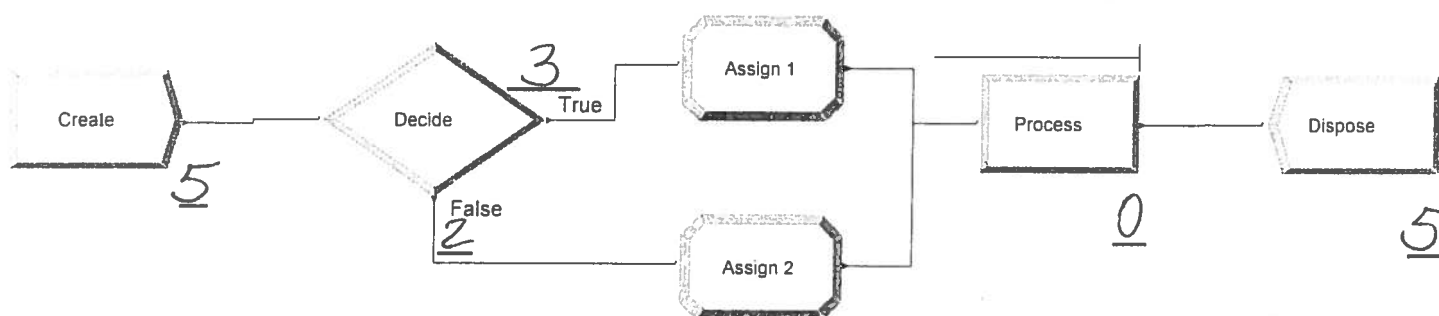 Create
5
Decide
3
True
False
2
Assign 1
Assign 2
Process
0
Dispose
5